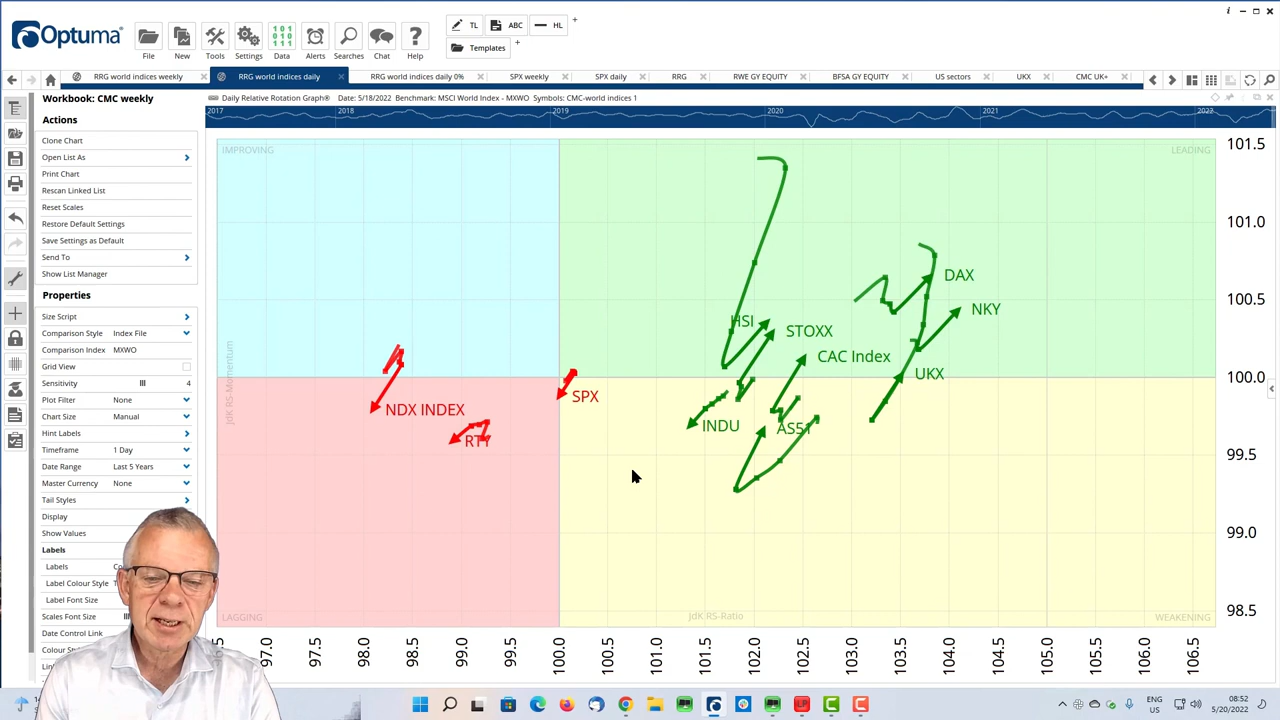 Optuma®
File
New
Tools
Settings
Data
Alerts
Searches
Chat
Help
TL
ABC
HL
Templates
RRG world indices weekly
RRG world indices daily
RRG world indices daily 0%
SPX weekly
SPX daily
RRG
RWE GY EQUITY
BFSA GY EQUITY
US sectors
UKX
CMC UK+
Workbook: CMC weekly
Actions
Clone Chart
Open List As
Print Chart
Rescan Linked List
Reset Scales
Restore Default Settings
Save Settings as Default
Send To
Show List Manager
Properties
Size Script
Comparison Style Index File
Comparison Index MXWO
Grid View
Sensitivity 4
Plot Filter None
Chart Size Manual
Hint Labels
Timeframe 1 Day
Date Range Last 5 Years
Master Currency None
Tail Styles
Display
Show Values
Labels
Labels
Label Colour Style
Label Font Size
Scales Font Size
Date Control Link
Daily Relative Rotation Graph® Date: 5/18/2022 Benchmark: MSCI World Index - MXWO Symbols: CMC-world indices 1
2017 2018 2019 2020 2021 2022
IMPROVING
LEADING
LAGGING
WEAKENING
JdK RS-Momentum
JdK RS-Ratio
HSI
STOXX
CAC Index
DAX
NKY
UKX
NDX INDEX
RTY
SPX
INDU
AS51
101.5
101.0
100.5
100.0
99.5
99.0
98.5
97.0 97.5 98.0 98.5 99.0 99.5 100.0 100.5 101.0 101.5 102.0 102.5 103.0 103.5 104.0 104.5 105.0 105.5 106.0 106.5
ENG
US
08:52
5/20/2022